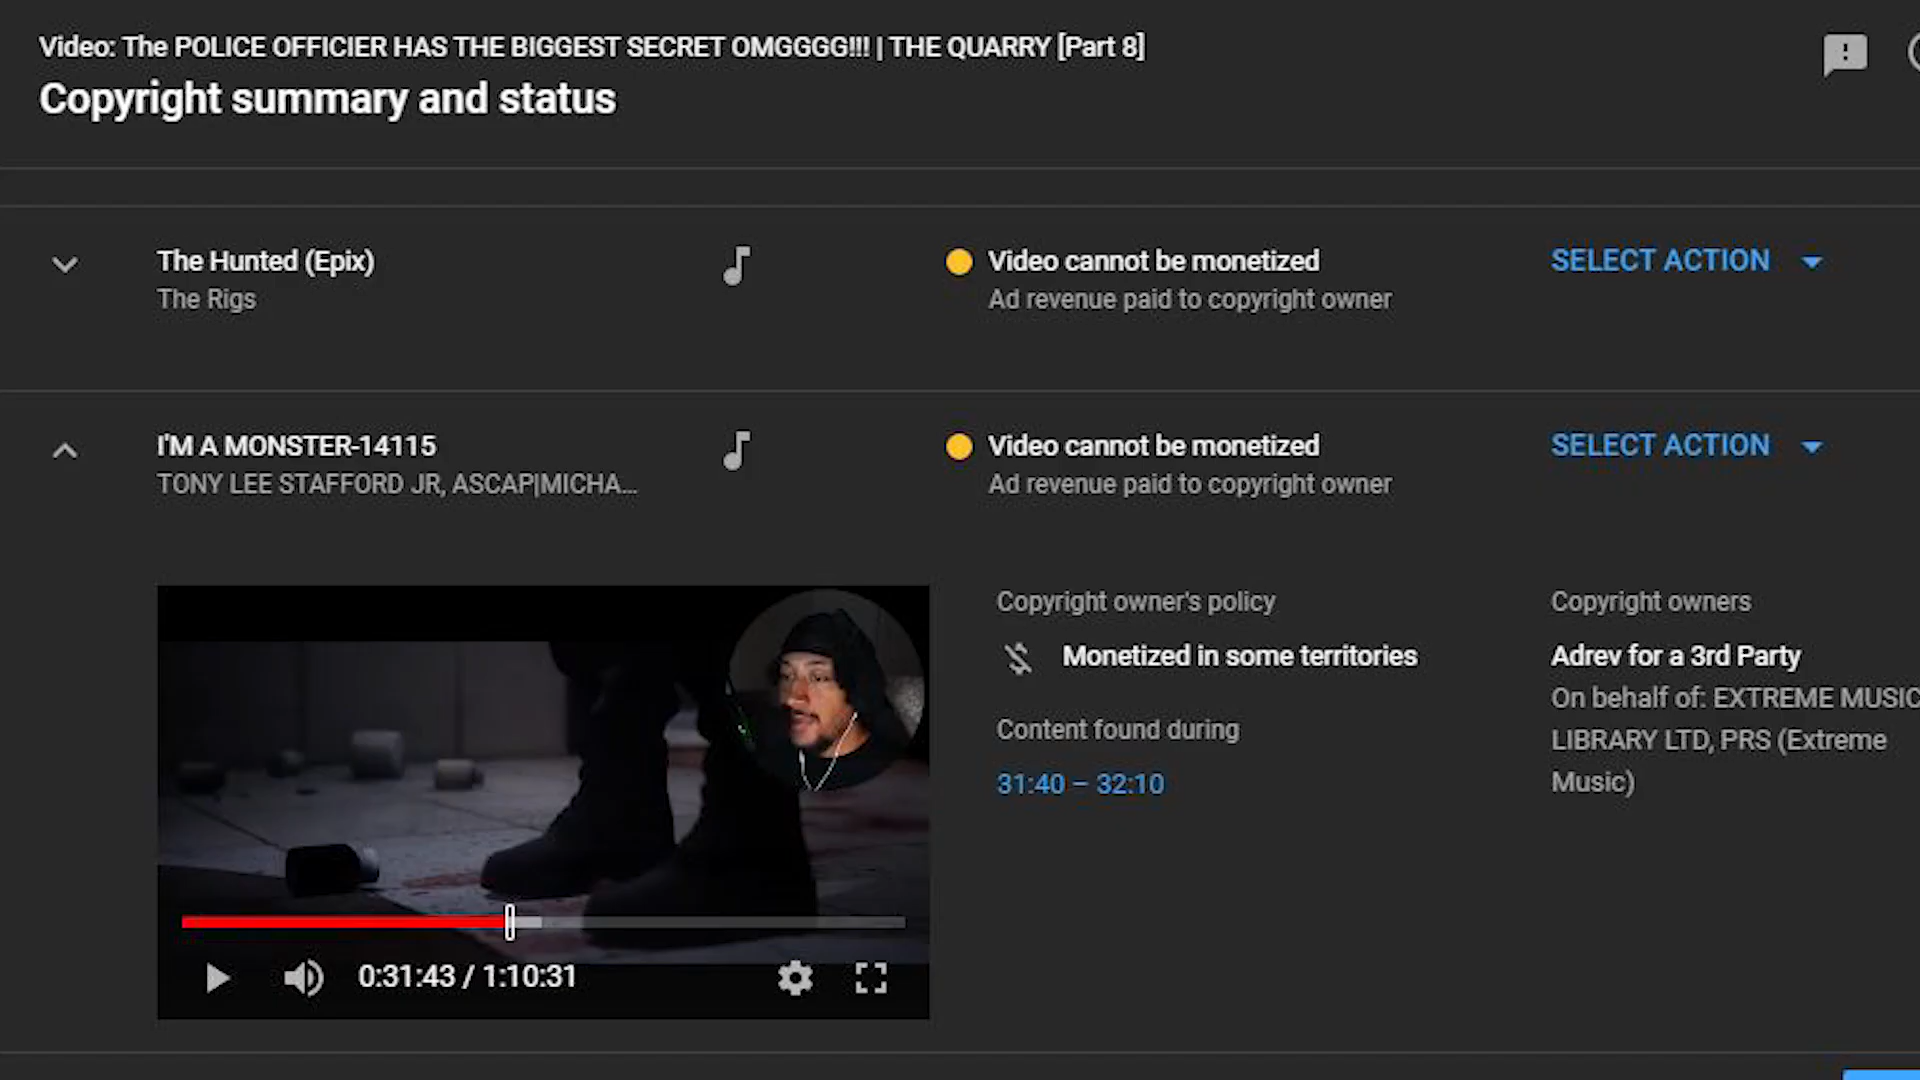 Video: The POLICE OFFICIER HAS THE BIGGEST SECRET OMGGGG!!! | THE QUARRY [Part 8]
Copyright summary and status
The Hunted (Epix)
The Rigs
Video cannot be monetized
Ad revenue paid to copyright owner
SELECT ACTION
I'M A MONSTER-14115
TONY LEE STAFFORD JR, ASCAP|MICHA...
Video cannot be monetized
Ad revenue paid to copyright owner
SELECT ACTION
0:31:43 / 1:10:31
Copyright owner's policy
Monetized in some territories
Content found during
31:40 – 32:10
Copyright owners
Adrev for a 3rd Party
On behalf of: EXTREME MUSIC
LIBRARY LTD, PRS (Extreme
Music)